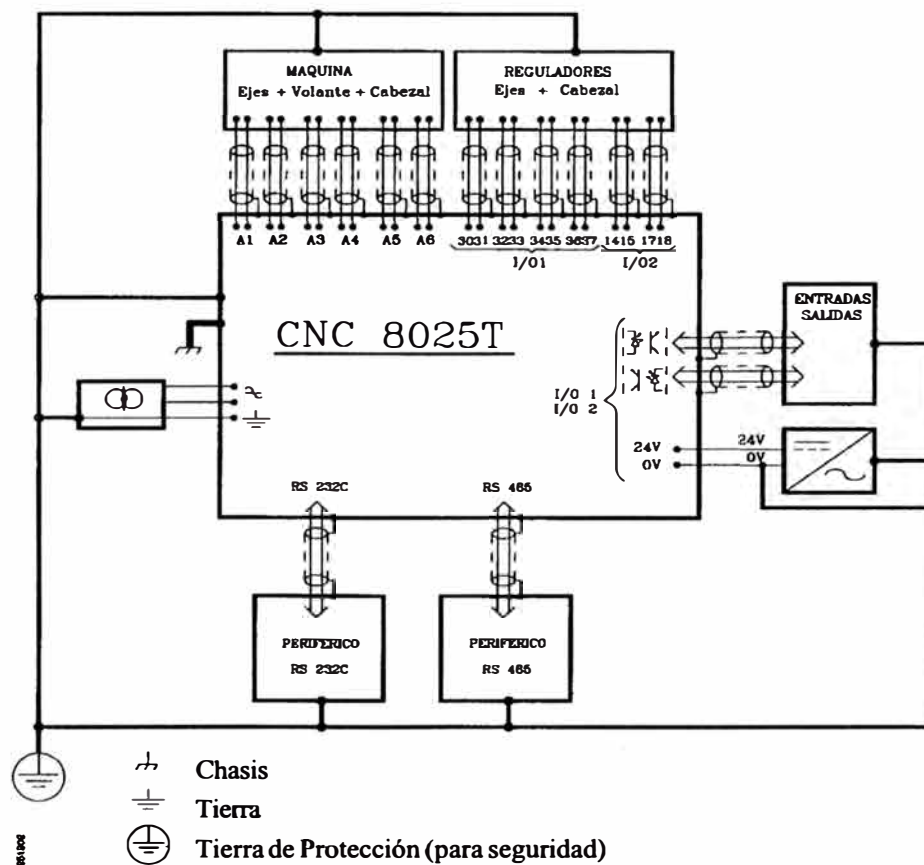 MAQUINA
Ejes + Volante + Cabezal
REGULADORES
Ejes + Cabezal
A1 A2 A3 A4 A5 A6 3031 3233 3435 3637 1415 1718
I/O1 I/O2
CNC 8025T
ENTRADAS
SALIDAS
I/O 1
I/O 2
24V
0V
24V
0V
RS 232C
RS 485
PERIFERICO
RS 232C
PERIFERICO
RS 485
Chasis
Tierra
Tierra de Protección (para seguridad)